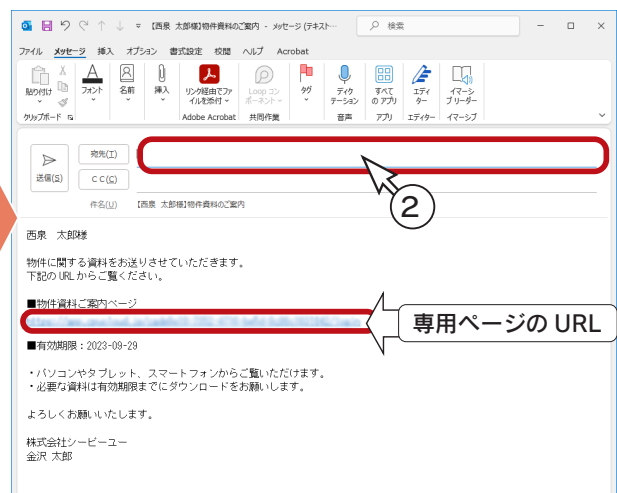 【西泉 太郎様】物件資料のご案内 - メッセージ (テキスト…
検索
ファイル メッセージ 挿入 オプション 書式設定 校閲 ヘルプ Acrobat
貼り付け
フォント
名前
挿入
リンク経由でファイルを添付
Loop コンポーネント
タグ
ディクテーション
すべてのアプリ
エディター
イマーシブ リーダー
クリップボード
Adobe Acrobat
共同作業
音声
アプリ
エディター
イマーシブ
送信(S)
宛先(T)
CC(C)
②
件名(U) 【西泉 太郎様】物件資料のご案内
西泉 太郎様
物件に関する資料をお送りさせていただきます。
下記の URL からご覧ください。
■物件資料ご案内ページ
専用ページの URL
■有効期限：2023-09-29
・パソコンやタブレット、スマートフォンからご覧いただけます。
・必要な資料は有効期限までにダウンロードをお願いします。
よろしくお願いいたします。
株式会社シービーユー
金沢 太郎